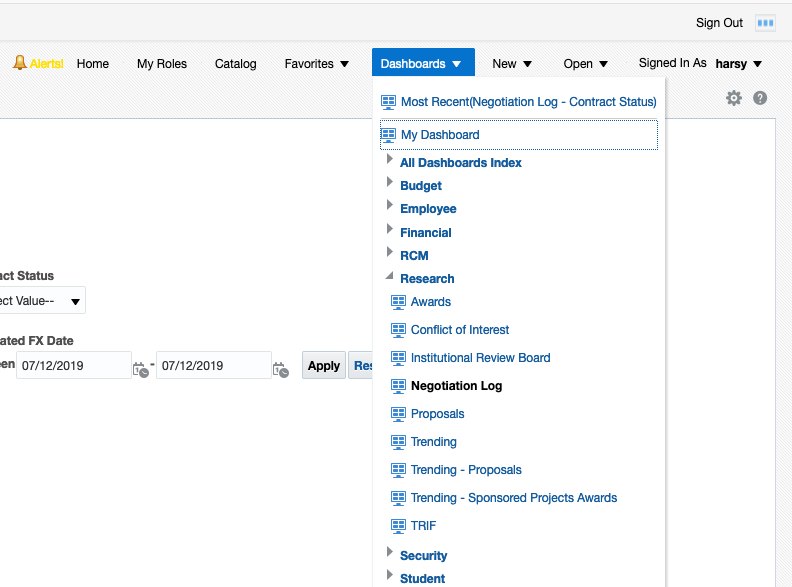 Sign Out
Alerts! Home My Roles Catalog Favorites Dashboards New Open Signed In As harsy
Most Recent(Negotiation Log - Contract Status)
My Dashboard
All Dashboards Index
Budget
Employee
Financial
RCM
Research
Awards
Conflict of Interest
Institutional Review Board
Negotiation Log
Proposals
Trending
Trending - Proposals
Trending - Sponsored Projects Awards
TRIF
Security
Student
act Status
ect Value--
ated FX Date
een 07/12/2019 - 07/12/2019 Apply Res